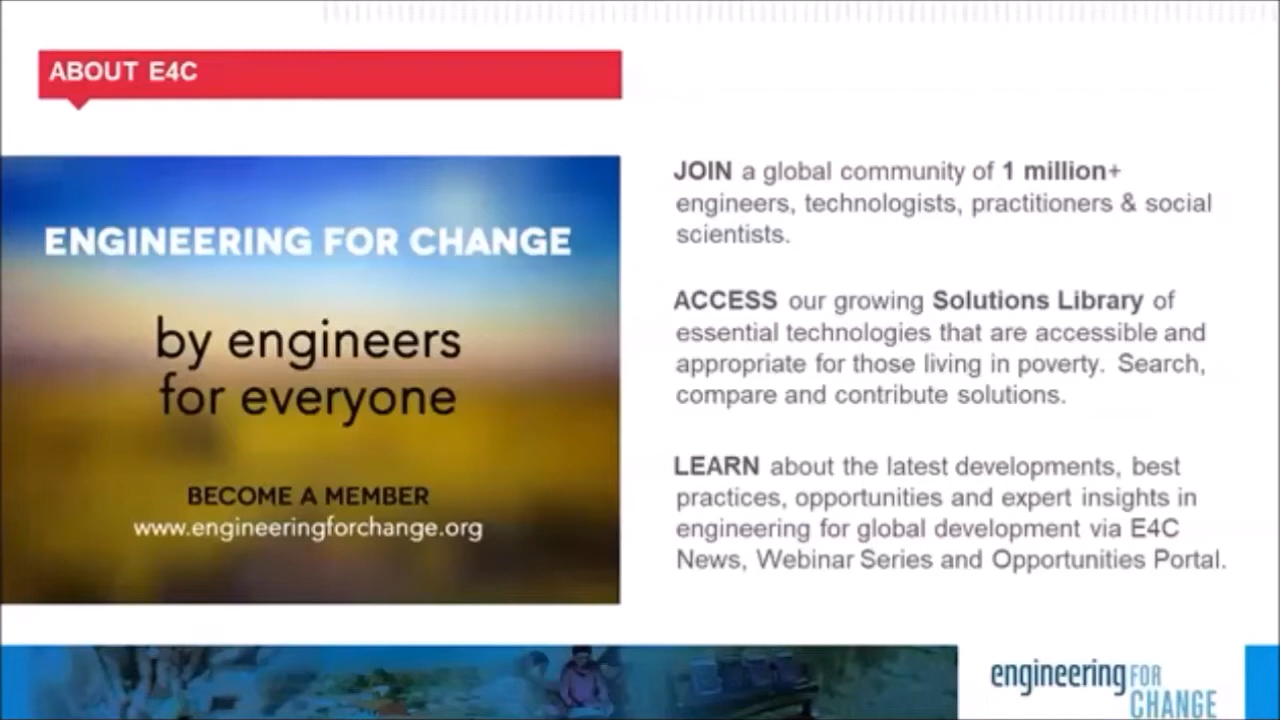 ABOUT E4C
ENGINEERING FOR CHANGE
by engineers
for everyone
BECOME A MEMBER
www.engineeringforchange.org
JOIN a global community of 1 million+
engineers, technologists, practitioners & social
scientists.
ACCESS our growing Solutions Library of
essential technologies that are accessible and
appropriate for those living in poverty. Search,
compare and contribute solutions.
LEARN about the latest developments, best
practices, opportunities and expert insights in
engineering for global development via E4C
News, Webinar Series and Opportunities Portal.
engineering FOR
CHANGE